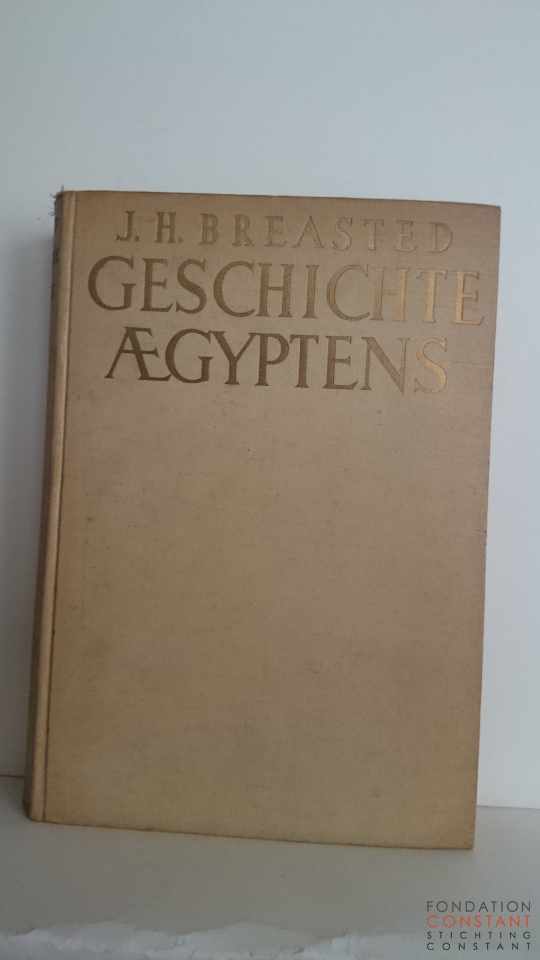 J. H. BREASTED
GESCHICHTE
ÆGYPTENS
FONDATION
CONSTANT
STICHTING
CONSTANT